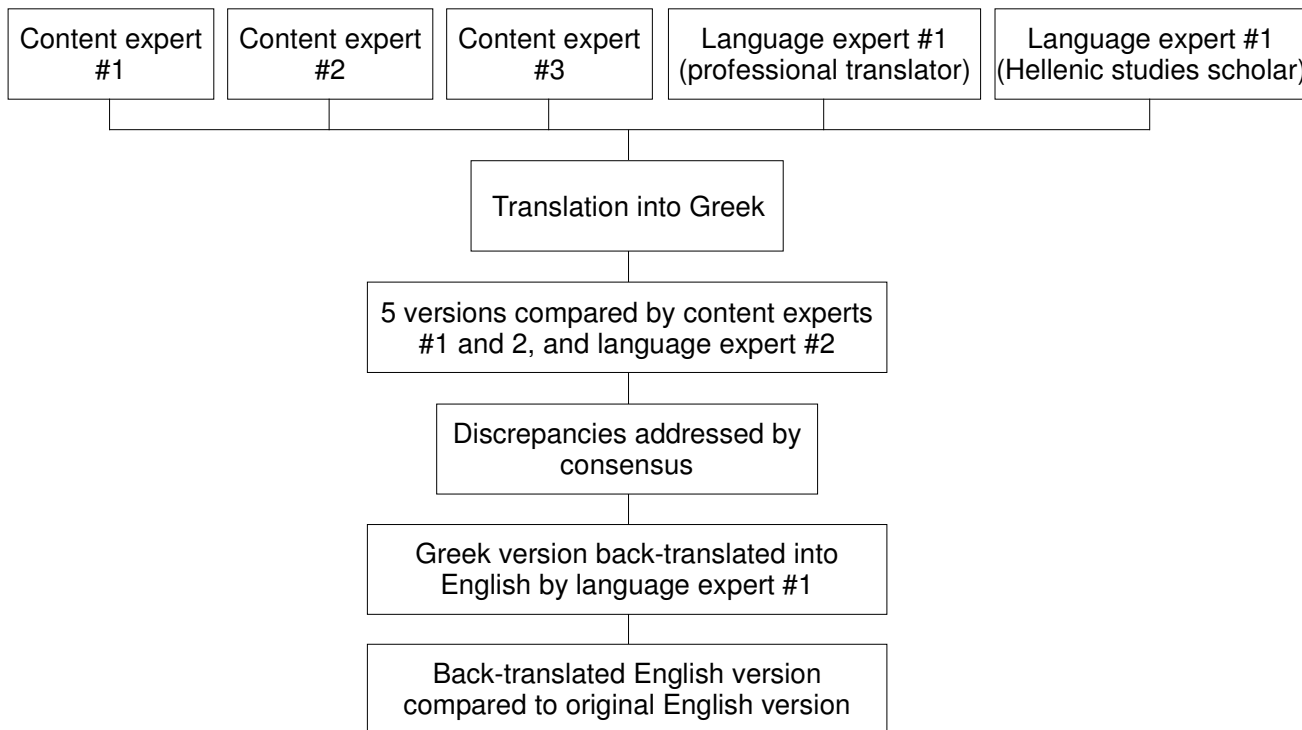 Content expert
#1
Content expert
#2
Content expert
#3
Language expert #1
(professional translator)
Language expert #1
(Hellenic studies scholar)
Translation into Greek
5 versions compared by content experts
#1 and 2, and language expert #2
Discrepancies addressed by
consensus
Greek version back-translated into
English by language expert #1
Back-translated English version
compared to original English version